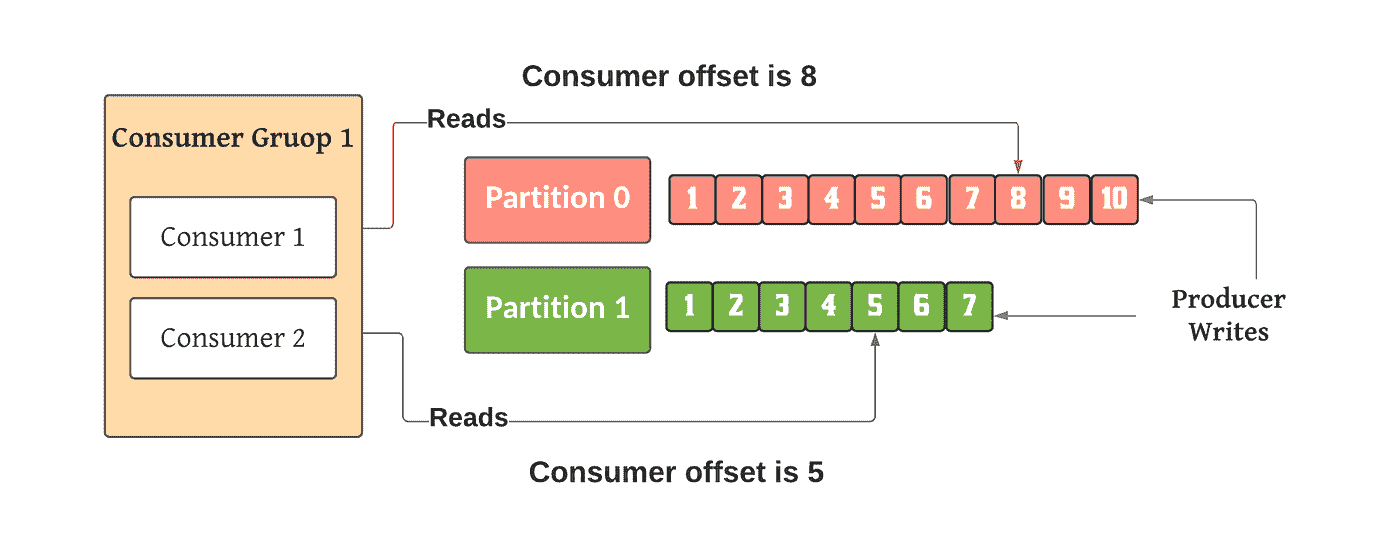 Consumer offset is 8
Reads
Consumer Gruop 1
Partition 0
1 2 3 4 5 6 7 8 9 10
Consumer 1
Partition 1
1 2 3 4 5 6 7
Producer
Writes
Consumer 2
Reads
Consumer offset is 5